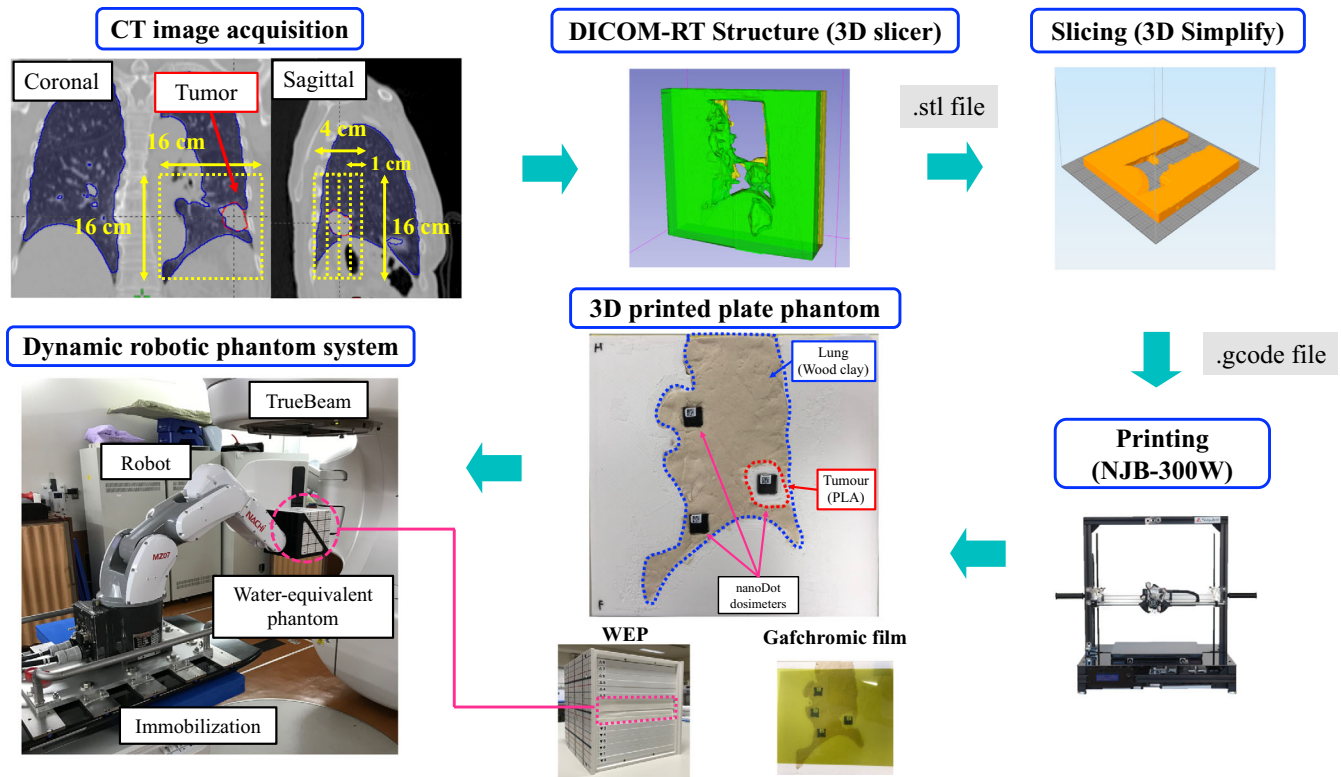 CT image acquisition
DICOM-RT Structure (3D slicer)
Slicing (3D Simplify)
Coronal
Tumor
Sagittal
16 cm
4 cm
1 cm
16 cm
16 cm
.stl file
.gcode file
Printing
(NJB-300W)
3D printed plate phantom
H
Lung
(Wood clay)
Tumour
(PLA)
nanoDot
dosimeters
F
WEP
Gafchromic film
Dynamic robotic phantom system
TrueBeam
Robot
NACHI
MZ07
Water-equivalent
phantom
Immobilization